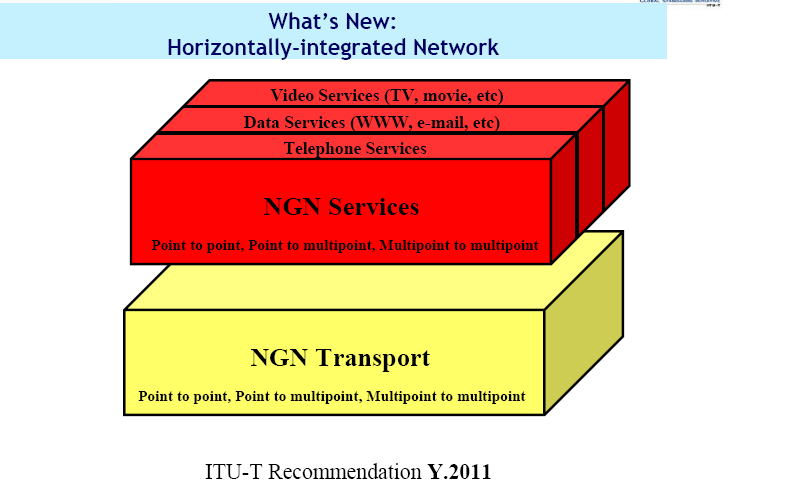 What's New:
Horizontally-integrated Network
Video Services (TV, movie, etc)
Data Services (WWW, e-mail, etc)
Telephone Services
NGN Services
Point to point, Point to multipoint, Multipoint to multipoint
NGN Transport
Point to point, Point to multipoint, Multipoint to multipoint
ITU-T Recommendation Y.2011